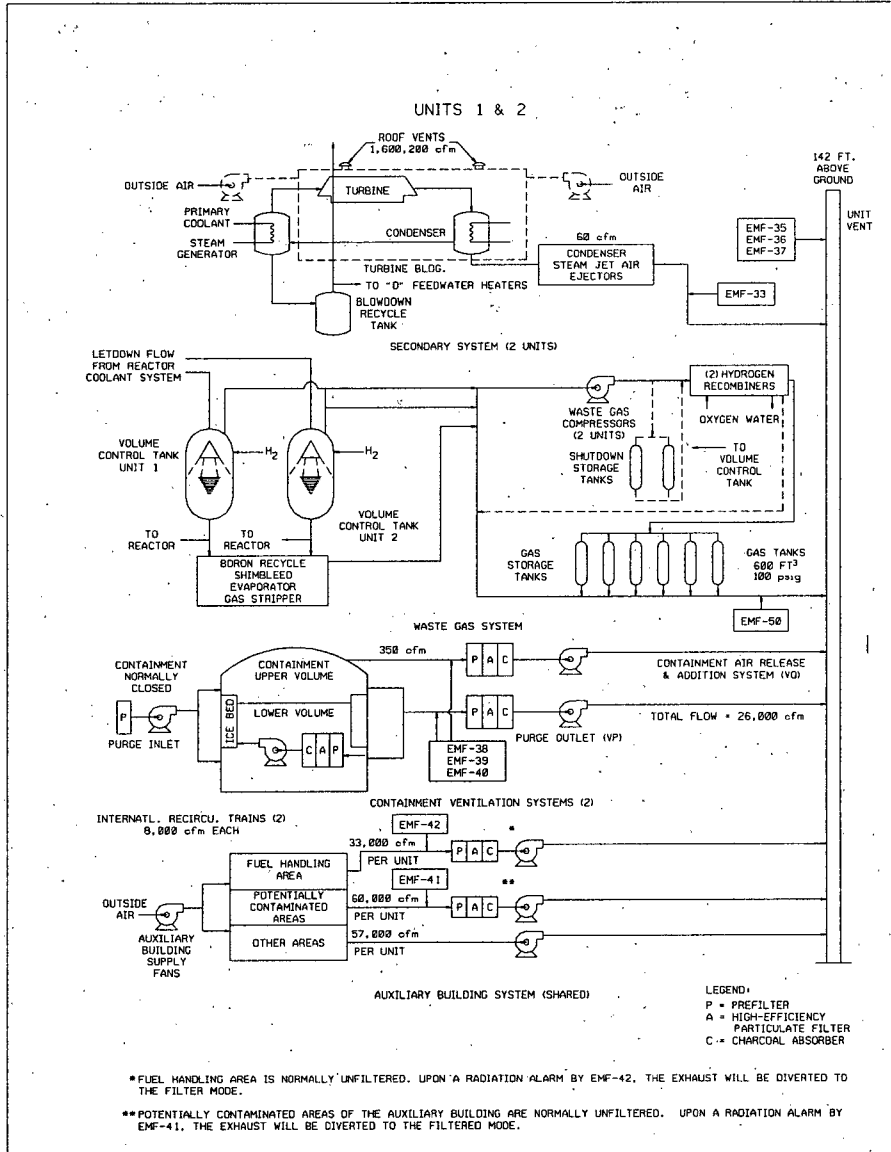 UNITS 1 & 2
ROOF VENTS
1,600,200 cfm
142 FT.
ABOVE
GROUND
OUTSIDE AIR
TURBINE
OUTSIDE
AIR
UNIT
VENT
PRIMARY
COOLANT
STEAM
GENERATOR
CONDENSER
60 cfm
CONDENSER
STEAM JET AIR
EJECTORS
EMF-35
EMF-36
EMF-37
TURBINE BLDG.
TO "D" FEEDWATER HEATERS
EMF-33
BLOWDOWN
RECYCLE
TANK
SECONDARY SYSTEM (2 UNITS)
LETDOWN FLOW
FROM REACTOR
COOLANT SYSTEM
(2) HYDROGEN
RECOMBINERS
WASTE GAS
COMPRESSORS
(2 UNITS)
OXYGEN WATER
VOLUME
CONTROL TANK
UNIT 1
H2
H2
SHUTDOWN
STORAGE
TANKS
TO
VOLUME
CONTROL
TANK
VOLUME
CONTROL TANK
UNIT 2
TO
REACTOR
TO
REACTOR
BORON RECYCLE
SHIMBLEED
EVAPORATOR
GAS STRIPPER
GAS
STORAGE
TANKS
GAS TANKS
600 FT3
100 psig
EMF-50
WASTE GAS SYSTEM
350 cfm
CONTAINMENT
NORMALLY
CLOSED
CONTAINMENT
UPPER VOLUME
P A C
CONTAINMENT AIR RELEASE
& ADDITION SYSTEM (VQ)
P
ICE BED
LOWER VOLUME
P A C
TOTAL FLOW = 26,000 cfm
PURGE INLET
C A P
PURGE OUTLET (VP)
EMF-38
EMF-39
EMF-40
CONTAINMENT VENTILATION SYSTEMS (2)
INTERNATL. RECIRCU. TRAINS (2)
8,000 cfm EACH
EMF-42
33,000 cfm
PER UNIT
P A C
*
FUEL HANDLING
AREA
EMF-41
POTENTIALLY
CONTAMINATED
AREAS
60,000 cfm
PER UNIT
P A C
**
OUTSIDE
AIR
AUXILIARY
BUILDING
SUPPLY
FANS
OTHER AREAS
57,000 cfm
PER UNIT
AUXILIARY BUILDING SYSTEM (SHARED)
LEGEND:
P = PREFILTER
A = HIGH-EFFICIENCY
PARTICULATE FILTER
C = CHARCOAL ABSORBER
*FUEL HANDLING AREA IS NORMALLY UNFILTERED. UPON A RADIATION ALARM BY EMF-42, THE EXHAUST WILL BE DIVERTED TO
THE FILTER MODE.
**POTENTIALLY CONTAMINATED AREAS OF THE AUXILIARY BUILDING ARE NORMALLY UNFILTERED. UPON A RADIATION ALARM BY
EMF-41, THE EXHAUST WILL BE DIVERTED TO THE FILTERED MODE.